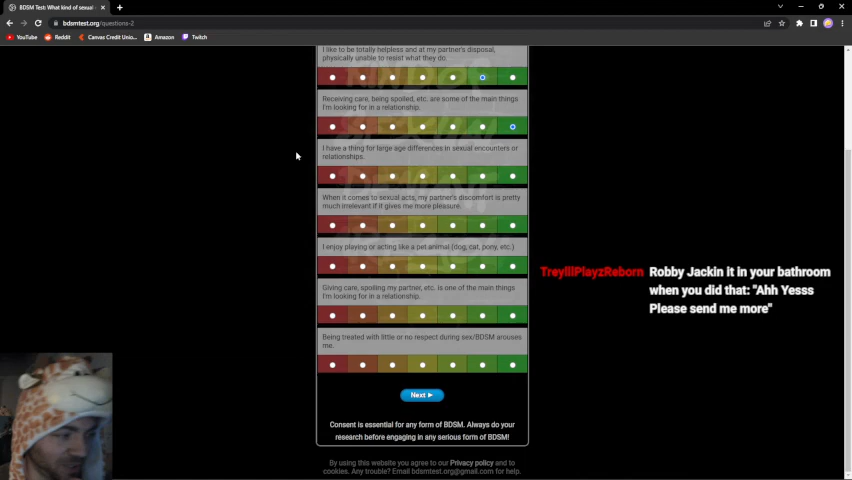 BDSM Test: What kind of sexual
bdsmtest.org/questions-2
YouTube
Reddit
Canvas Credit Unio...
Amazon
Twitch
I like to be totally helpless and at my partner's disposal,
physically unable to resist what they do.
Receiving care, being spoiled, etc. are some of the main things
I'm looking for in a relationship.
I have a thing for large age differences in sexual encounters or
relationships.
When it comes to sexual acts, my partner's discomfort is pretty
much irrelevant if it gives me more pleasure.
I enjoy playing or acting like a pet animal (dog, cat, pony, etc.)
Giving care, spoiling my partner, etc. is one of the main things
I'm looking for in a relationship.
Being treated with little or no respect during sex/BDSM arouses
me.
Next
Consent is essential for any form of BDSM. Always do your
research before engaging in any serious form of BDSM!
By using this website you agree to our Privacy policy and to
cookies. Any trouble? Email bdsmtest.org@gmail.com for help.
Robby Jackin it in your bathroom
when you did that: "Ahh Yesss
Please send me more"